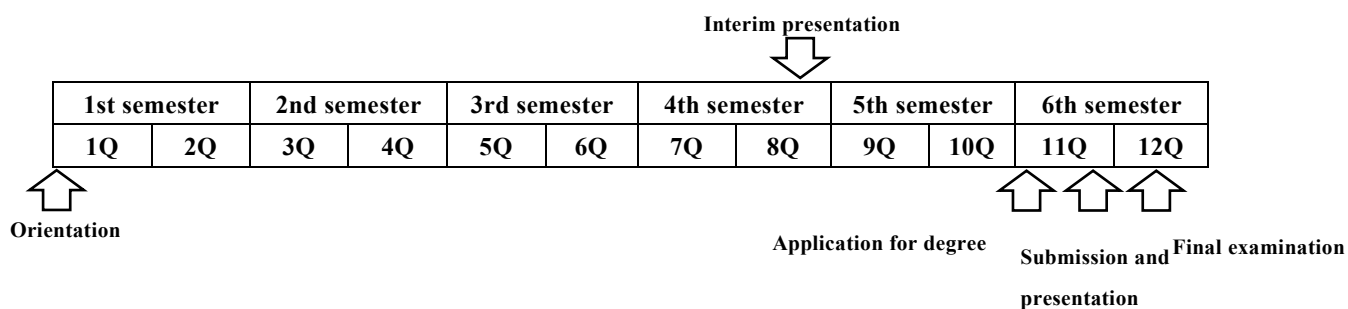 Interim presentation
1st semester 2nd semester 3rd semester 4th semester 5th semester 6th semester
1Q 2Q 3Q 4Q 5Q 6Q 7Q 8Q 9Q 10Q 11Q 12Q
Orientation
Application for degree
Submission and
presentation
Final examination